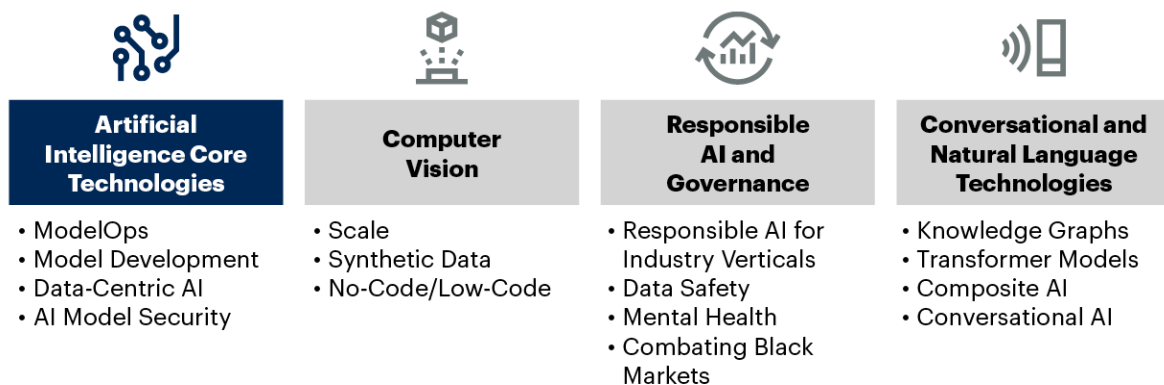 Artificial
Intelligence Core
Technologies
• ModelOps
• Model Development
• Data-Centric AI
• AI Model Security
Computer
Vision
• Scale
• Synthetic Data
• No-Code/Low-Code
Responsible
AI and
Governance
• Responsible AI for
Industry Verticals
• Data Safety
• Mental Health
• Combating Black
Markets
Conversational and
Natural Language
Technologies
• Knowledge Graphs
• Transformer Models
• Composite AI
• Conversational AI